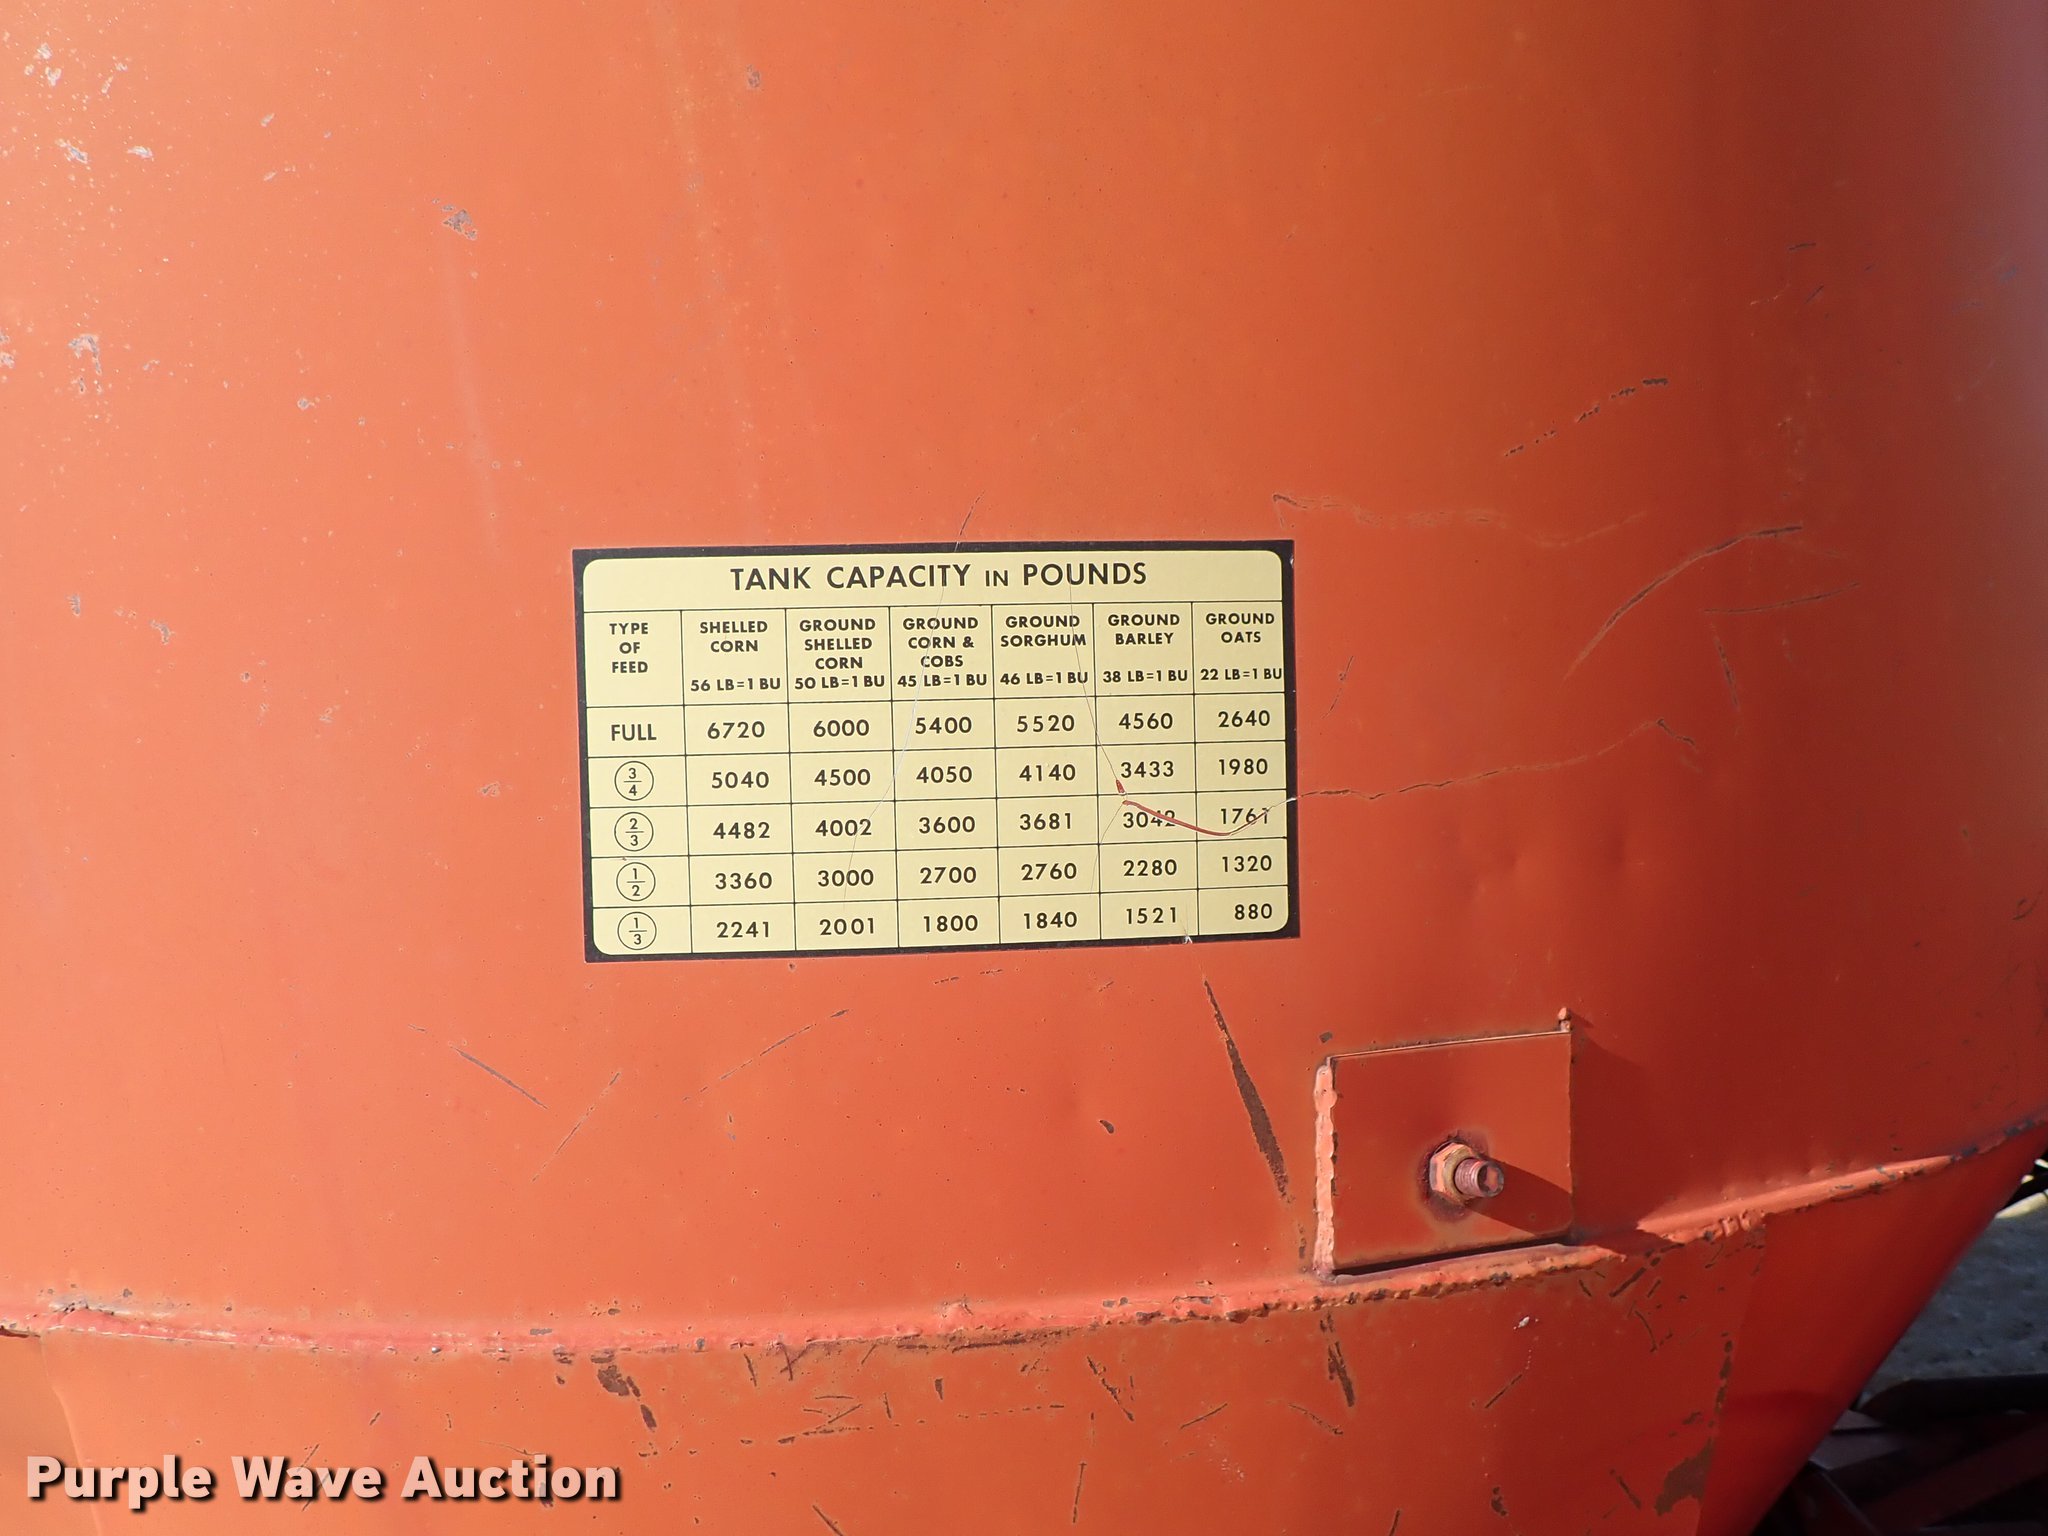 TANK CAPACITY IN POUNDS
TYPE OF FEED
SHELLED CORN 56 LB=1 BU
GROUND SHELLED CORN 50 LB=1 BU
GROUND CORN & COBS 45 LB=1 BU
GROUND SORGHUM 46 LB=1 BU
GROUND BARLEY 38 LB=1 BU
GROUND OATS 22 LB=1 BU
FULL 6720 6000 5400 5520 4560 2640
3/4 5040 4500 4050 4140 3433 1980
2/3 4482 4002 3600 3681 3042 1761
1/2 3360 3000 2700 2760 2280 1320
1/3 2241 2001 1800 1840 1521 880
Purple Wave Auction